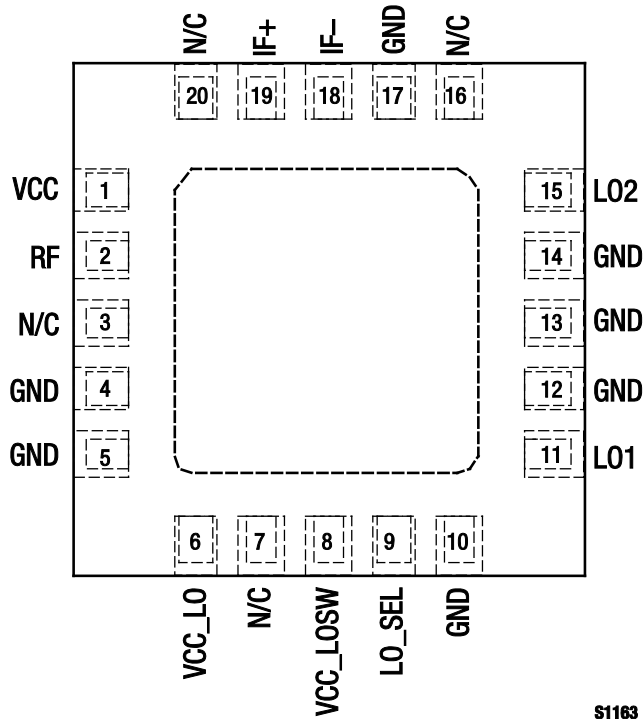 N/C
IF+
IF–
GND
N/C
20
19
18
17
16
VCC
1
15
LO2
RF
2
14
GND
N/C
3
13
GND
GND
4
12
GND
GND
5
11
LO1
6
7
8
9
10
VCC_LO
N/C
VCC_LOSW
LO_SEL
GND
S1163